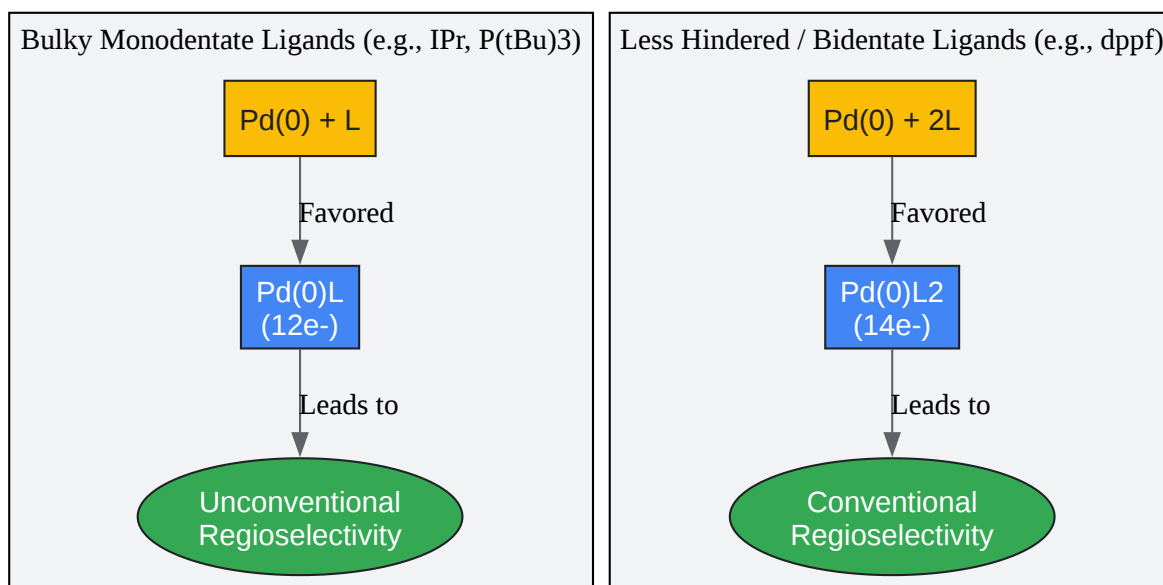 Bulky Monodentate Ligands (e.g., IPr, P(tBu)3)
Pd(0) + L
Favored
Pd(0)L
(12e-)
Leads to
Unconventional
Regioselectivity
Less Hindered / Bidentate Ligands (e.g., dppf)
Pd(0) + 2L
Favored
Pd(0)L2
(14e-)
Leads to
Conventional
Regioselectivity